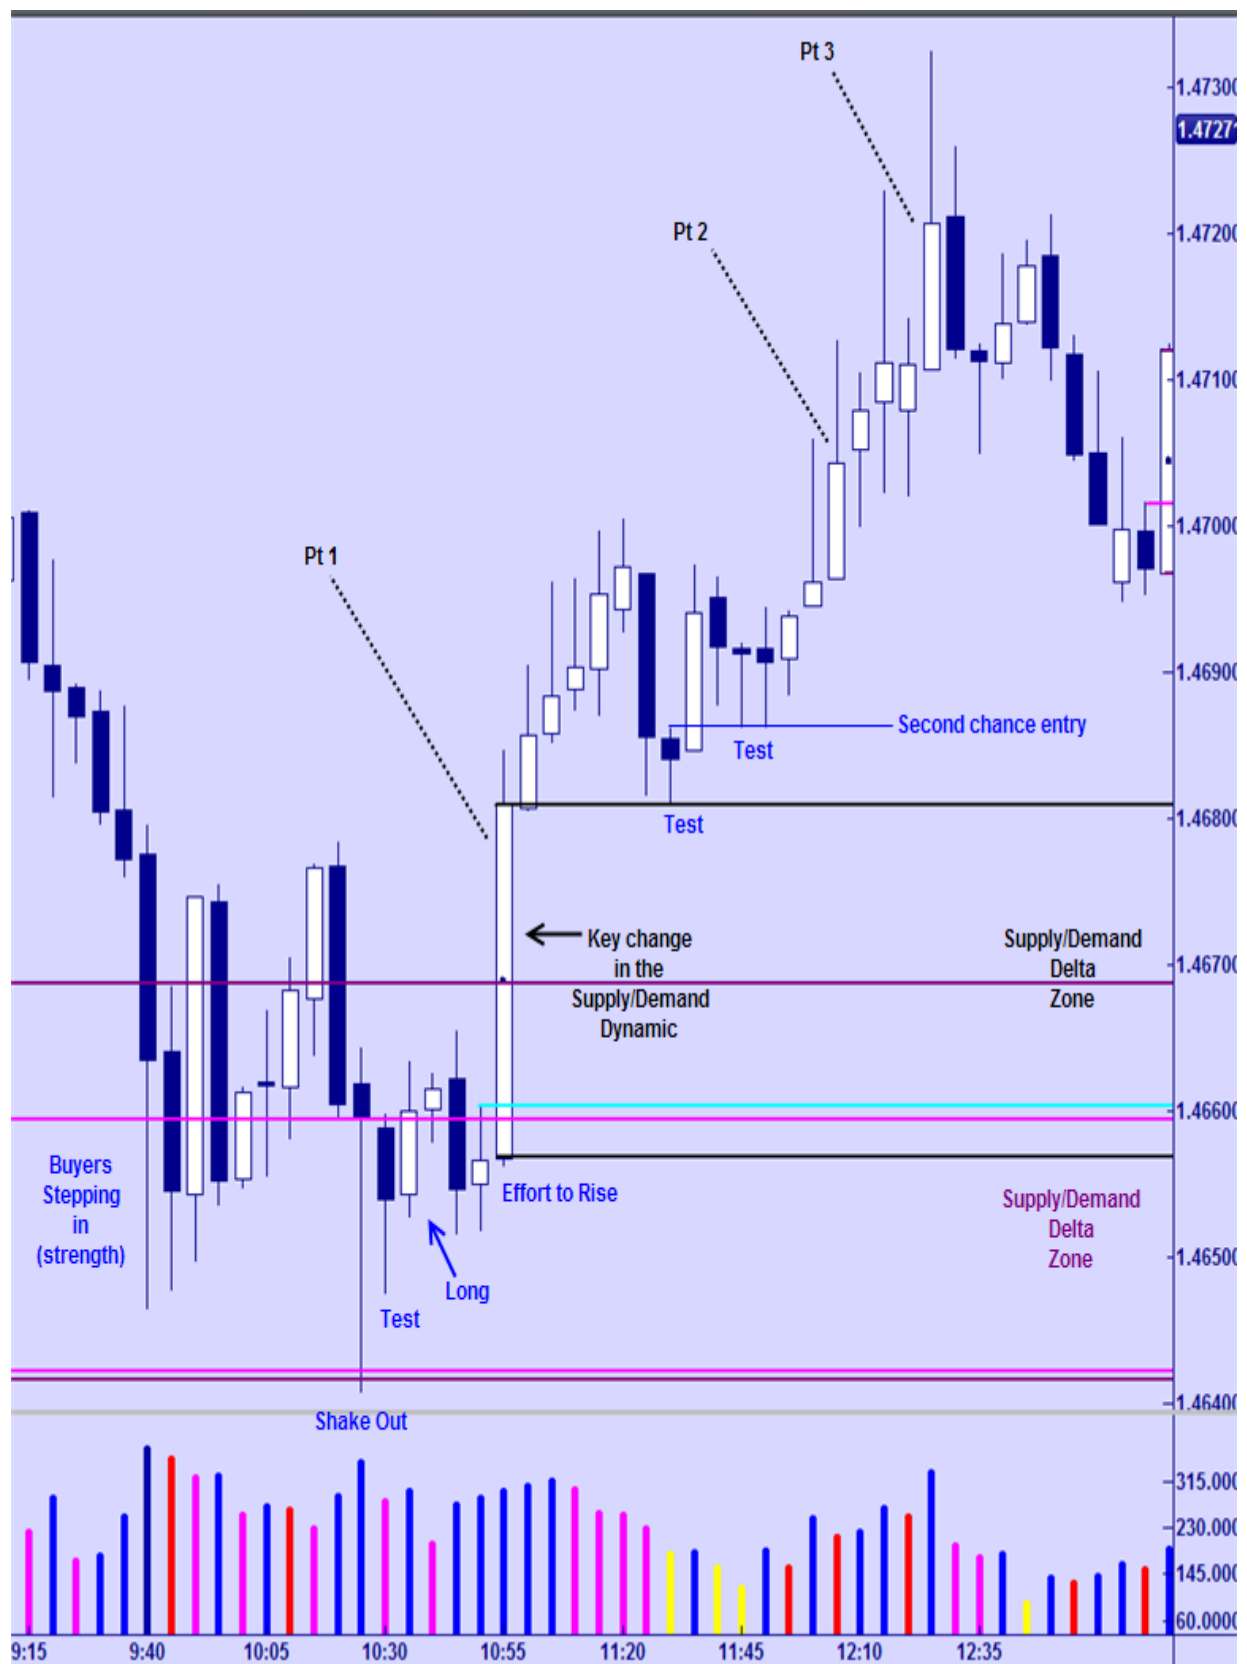 Pt 3
1.47300
1.47271
Pt 2
1.47200
1.47100
1.47000
Pt 1
1.46900
Second chance entry
Test
1.46800
Test
Key change
in the
Supply/Demand
Dynamic
Supply/Demand
Delta
Zone
1.46700
1.46600
Buyers
Stepping
in
(strength)
Effort to Rise
Supply/Demand
Delta
Zone
1.46500
Long
Test
1.46400
Shake Out
315.000
230.000
145.000
60.0000
9:15 9:40 10:05 10:30 10:55 11:20 11:45 12:10 12:35